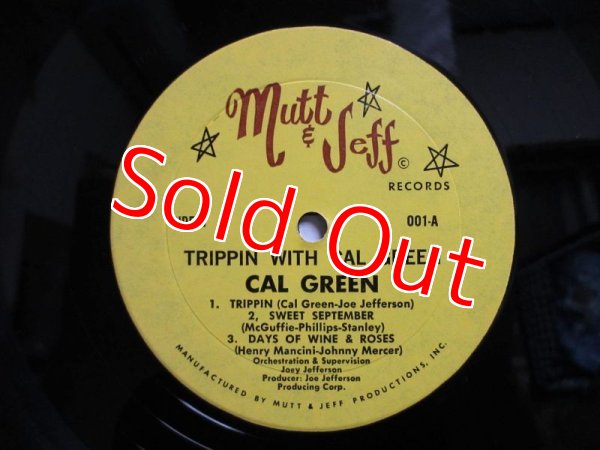 Mutt
& Jeff ©
RECORDS
Sold Out
001-A
TRIPPIN WITH CAL GREEN
CAL GREEN
1. TRIPPIN (Cal Green-Joe Jefferson)
2, SWEET SEPTEMBER
(McGuffie-Phillips-Stanley)
3. DAYS OF WINE & ROSES
(Henry Mancini-Johnny Mercer)
Orchestration & Supervision
Joey Jefferson
Producer: Joe Jefferson
Producing Corp.
MANUFACTURED BY MUTT & JEFF PRODUCTIONS, INC.